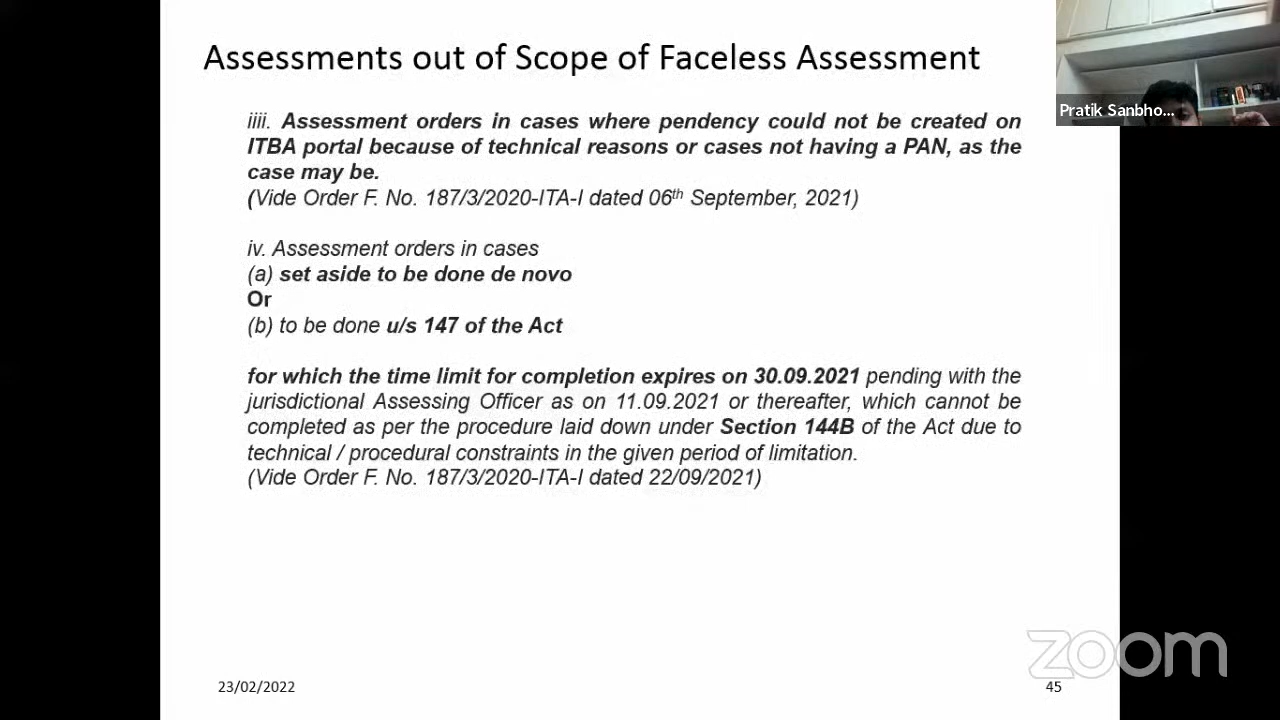 Assessments out of Scope of Faceless Assessment
Pratik Sanbho...
iiii. Assessment orders in cases where pendency could not be created on
ITBA portal because of technical reasons or cases not having a PAN, as the
case may be.
(Vide Order F. No. 187/3/2020-ITA-I dated 06th September, 2021)
iv. Assessment orders in cases
(a) set aside to be done de novo
Or
(b) to be done u/s 147 of the Act
for which the time limit for completion expires on 30.09.2021 pending with the
jurisdictional Assessing Officer as on 11.09.2021 or thereafter, which cannot be
completed as per the procedure laid down under Section 144B of the Act due to
technical / procedural constraints in the given period of limitation.
(Vide Order F. No. 187/3/2020-ITA-I dated 22/09/2021)
zoom
23/02/2022
45